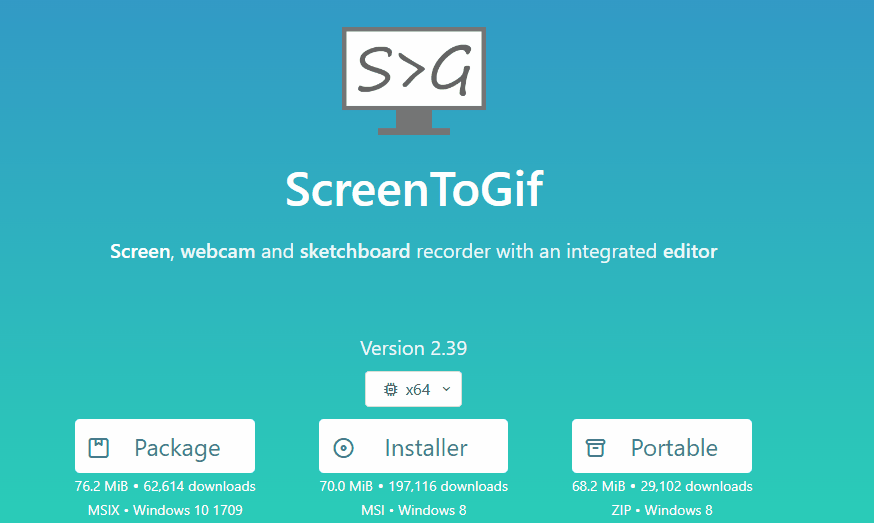 S>G
ScreenToGif
Screen, webcam and sketchboard recorder with an integrated editor
Version 2.39
x64
Package
Installer
Portable
76.2 MiB • 62,614 downloads
70.0 MiB • 197,116 downloads
68.2 MiB • 29,102 downloads
MSIX • Windows 10 1709
MSI • Windows 8
ZIP • Windows 8